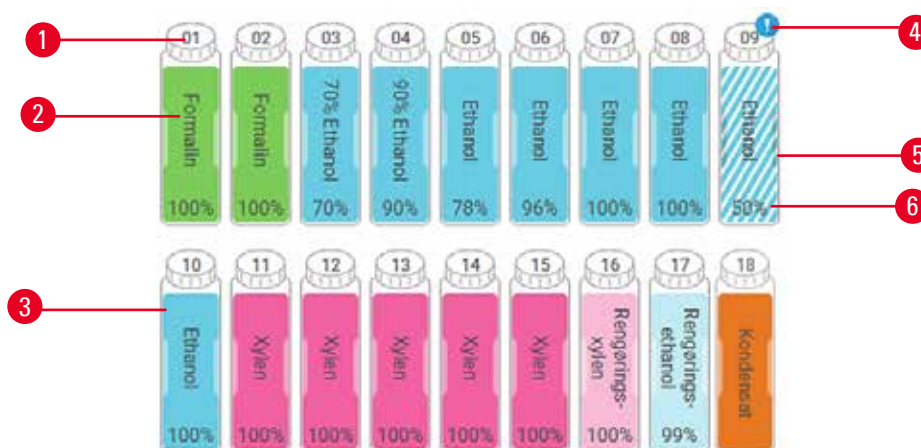 1
01 02 03 04 05 06 07 08 09 !
4
2
Formalin
Formalin
70% Ethanol
90% Ethanol
Ethanol
Ethanol
Ethanol
Ethanol
Ethanol
5
100% 100% 70% 90% 78% 96% 100% 100% 50%
6
10 11 12 13 14 15 16 17 18
3
Ethanol
Xylen
Xylen
Xylen
Xylen
Xylen
Rengørings-
xylen
Rengørings-
ethanol
Kondensat
100% 100% 100% 100% 100% 100% 100% 99%